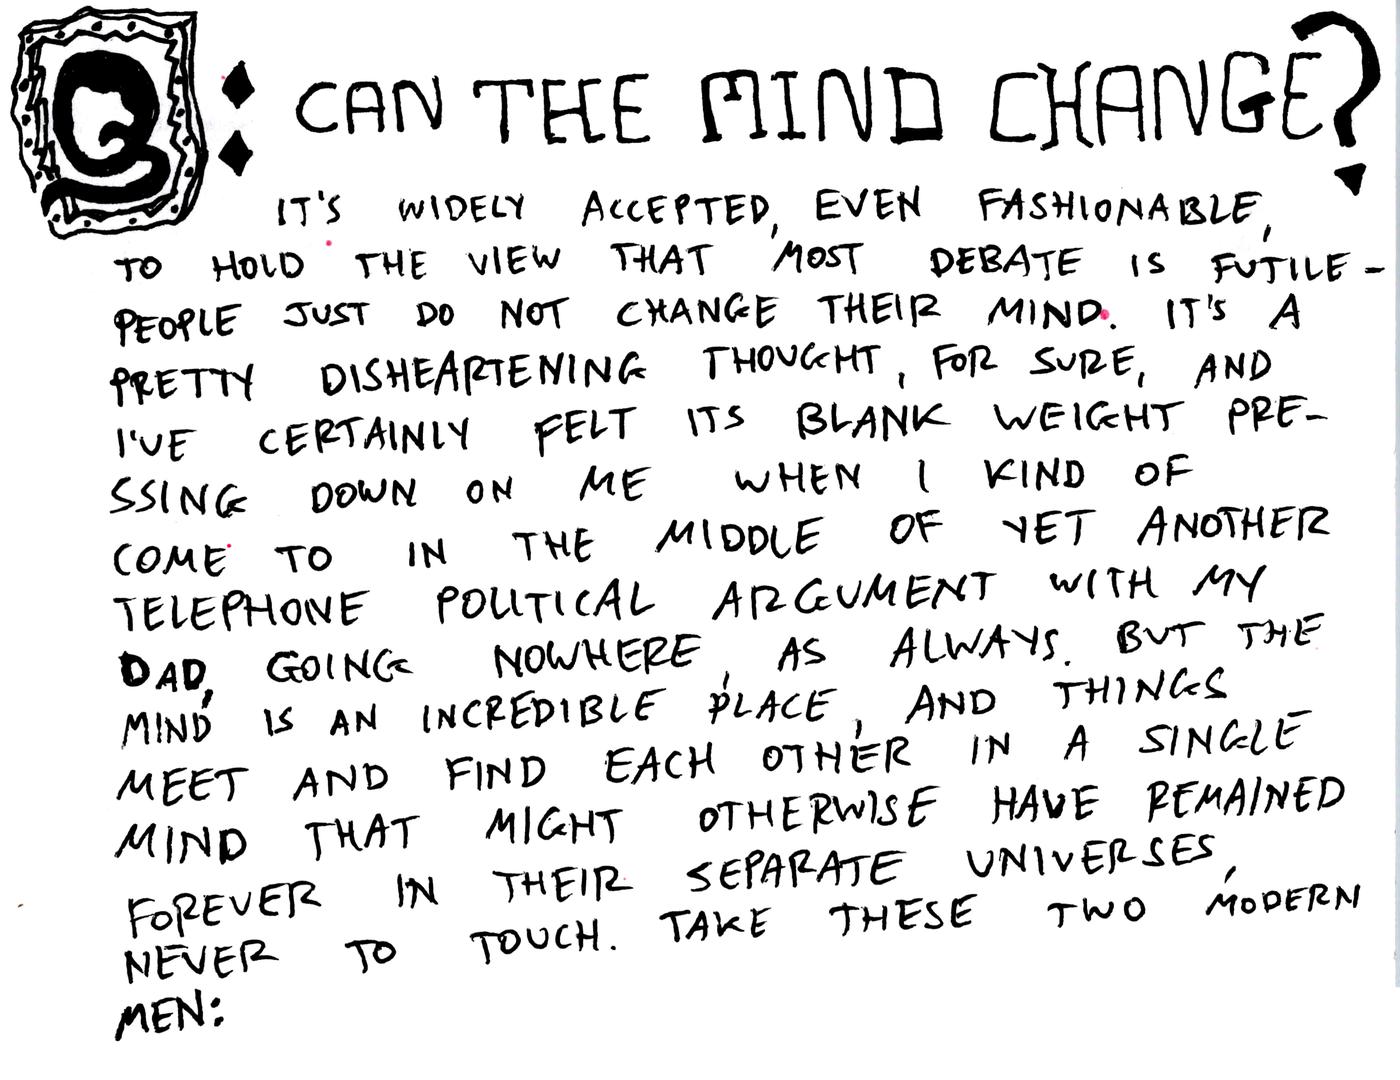 Q: CAN THE MIND CHANGE?
IT'S WIDELY ACCEPTED, EVEN FASHIONABLE,
TO HOLD THE VIEW THAT MOST DEBATE IS FUTILE -
PEOPLE JUST DO NOT CHANGE THEIR MIND. IT'S A
PRETTY DISHEARTENING THOUGHT, FOR SURE, AND
I'VE CERTAINLY FELT ITS BLANK WEIGHT PRE-
SSING DOWN ON ME WHEN I KIND OF
COME TO IN THE MIDDLE OF YET ANOTHER
TELEPHONE POLITICAL ARGUMENT WITH MY
DAD, GOING NOWHERE, AS ALWAYS. BUT THE
MIND IS AN INCREDIBLE PLACE, AND THINGS
MEET AND FIND EACH OTHER IN A SINGLE
MIND THAT MIGHT OTHERWISE HAVE REMAINED
FOREVER IN THEIR SEPARATE UNIVERSES,
NEVER TO TOUCH. TAKE THESE TWO MODERN
MEN: